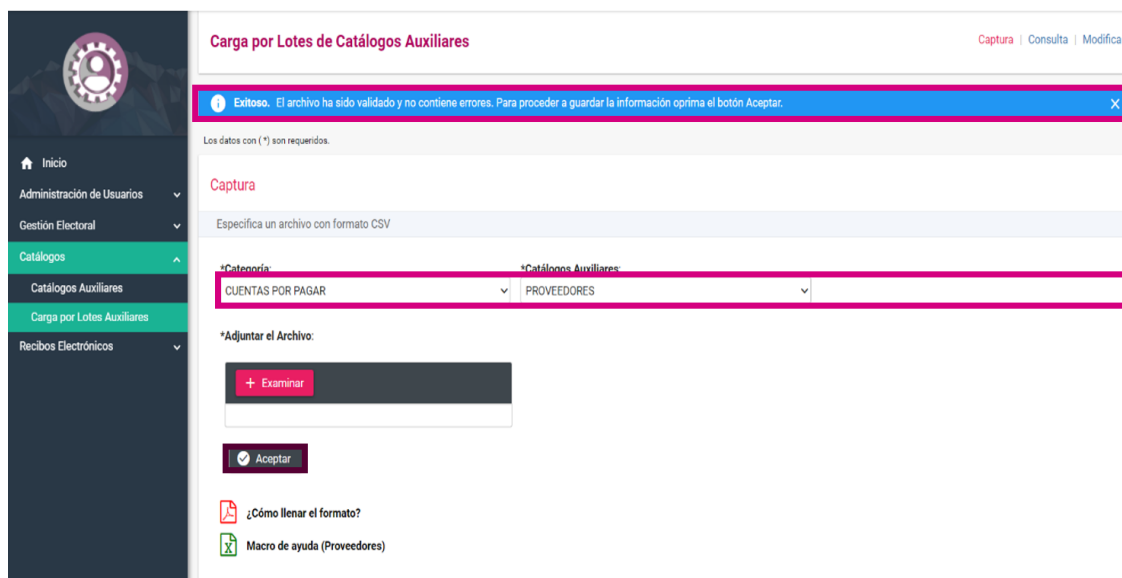 Carga por Lotes de Catálogos Auxiliares
Captura | Consulta | Modifica
Exitoso. El archivo ha sido validado y no contiene errores. Para proceder a guardar la información oprima el botón Aceptar.
Los datos con (*) son requeridos.
Inicio
Administración de Usuarios
Gestión Electoral
Catálogos
Catálogos Auxiliares
Carga por Lotes Auxiliares
Recibos Electrónicos
Captura
Especifica un archivo con formato CSV
*Categoría: *Catálogos Auxiliares:
CUENTAS POR PAGAR PROVEEDORES
*Adjuntar el Archivo:
+ Examinar
Aceptar
¿Cómo llenar el formato?
Macro de ayuda (Proveedores)